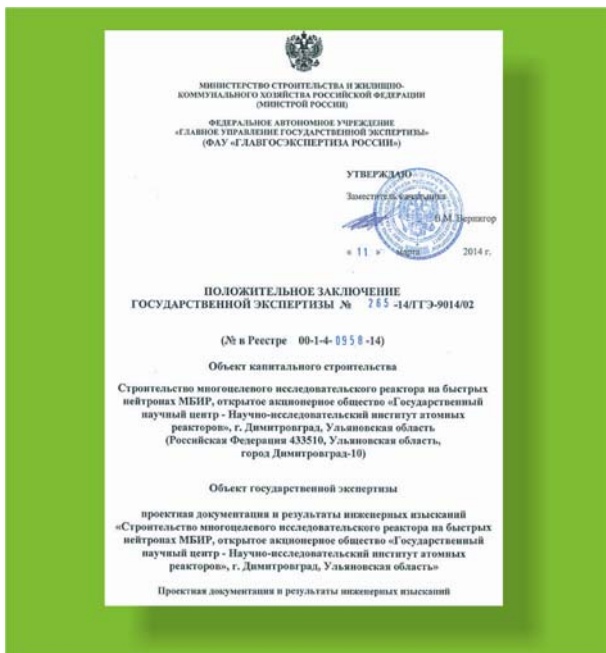 МИНИСТЕРСТВО СТРОИТЕЛЬСТВА И ЖИЛИЩНО-
КОММУНАЛЬНОГО ХОЗЯЙСТВА РОССИЙСКОЙ ФЕДЕРАЦИИ
(МИНСТРОЙ РОССИИ)
ФЕДЕРАЛЬНОЕ АВТОНОМНОЕ УЧРЕЖДЕНИЕ
«ГЛАВНОЕ УПРАВЛЕНИЕ ГОСУДАРСТВЕННОЙ ЭКСПЕРТИЗЫ»
(ФАУ «ГЛАВГОСЭКСПЕРТИЗА РОССИИ»)
УТВЕРЖДАЮ
Заместитель начальника
В.М. Вернигор
« 11 » марта 2014 г.
ПОЛОЖИТЕЛЬНОЕ ЗАКЛЮЧЕНИЕ
ГОСУДАРСТВЕННОЙ ЭКСПЕРТИЗЫ № 265 -14/ГГЭ-9014/02
(№ в Реестре 00-1-4- 0958 -14)
Объект капитального строительства
Строительство многоцелевого исследовательского реактора на быстрых
нейтронах МБИР, открытое акционерное общество «Государственный
научный центр - Научно-исследовательский институт атомных
реакторов», г. Димитровград, Ульяновская область
(Российская Федерация 433510, Ульяновская область,
город Димитровград-10)
Объект государственной экспертизы
проектная документация и результаты инженерных изысканий
«Строительство многоцелевого исследовательского реактора на быстрых
нейтронах МБИР, открытое акционерное общество «Государственный
научный центр - Научно-исследовательский институт атомных
реакторов», г. Димитровград, Ульяновская область»
Проектная документация и результаты инженерных изысканий